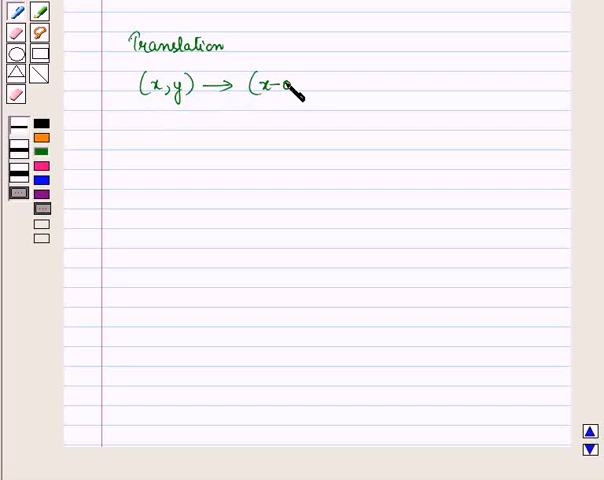 Translation
(x,y) → (x-a